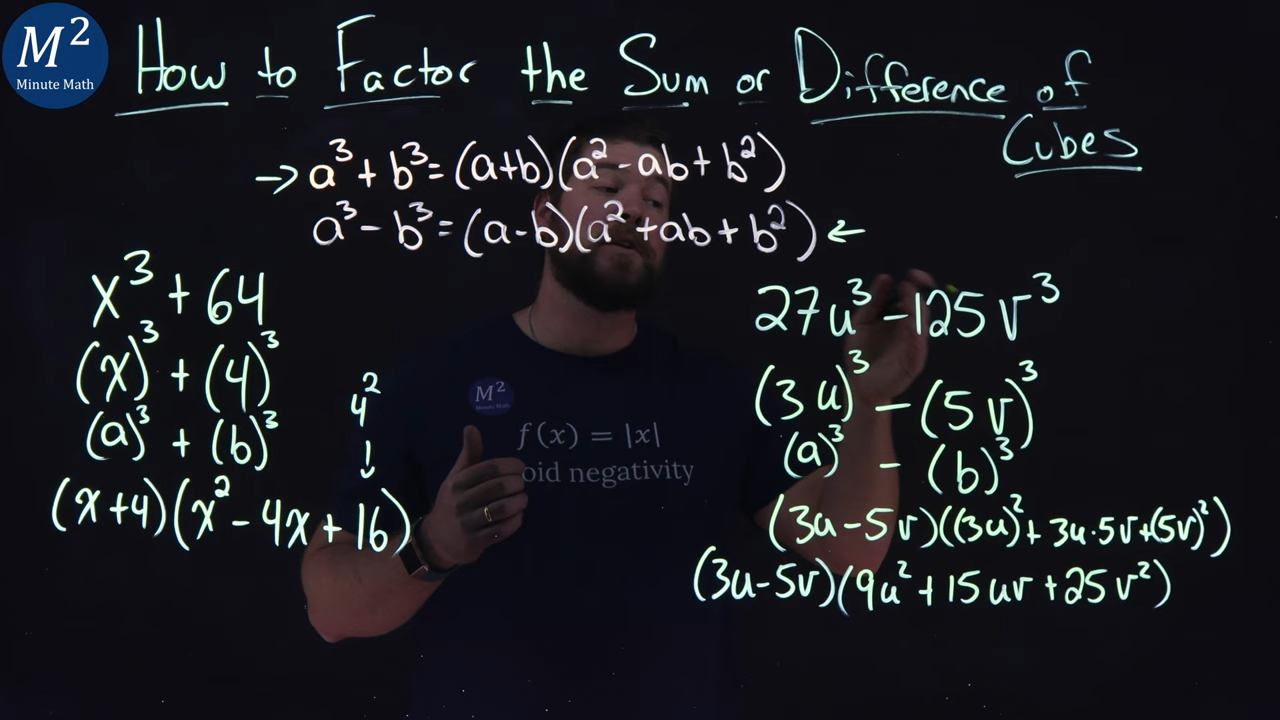 M²
Minute Math
How to Factor the Sum or Difference of
Cubes
→ a³ + b³ = (a+b)(a² - ab + b²)
a³ - b³ = (a-b)(a² + ab + b²) ←
x³ + 64
(x)³ + (4)³
(a)³ + (b)³
4²
↓
(x+4)(x² - 4x + 16)
27u³ - 125v³
(3u)³ - (5v)³
(a)³ - (b)³
(3u - 5v)((3u)² + 3u·5v + (5v)²)
(3u - 5v)(9u² + 15uv + 25v²)
M²
Minute Math
f(x) = |x|
oid negativity